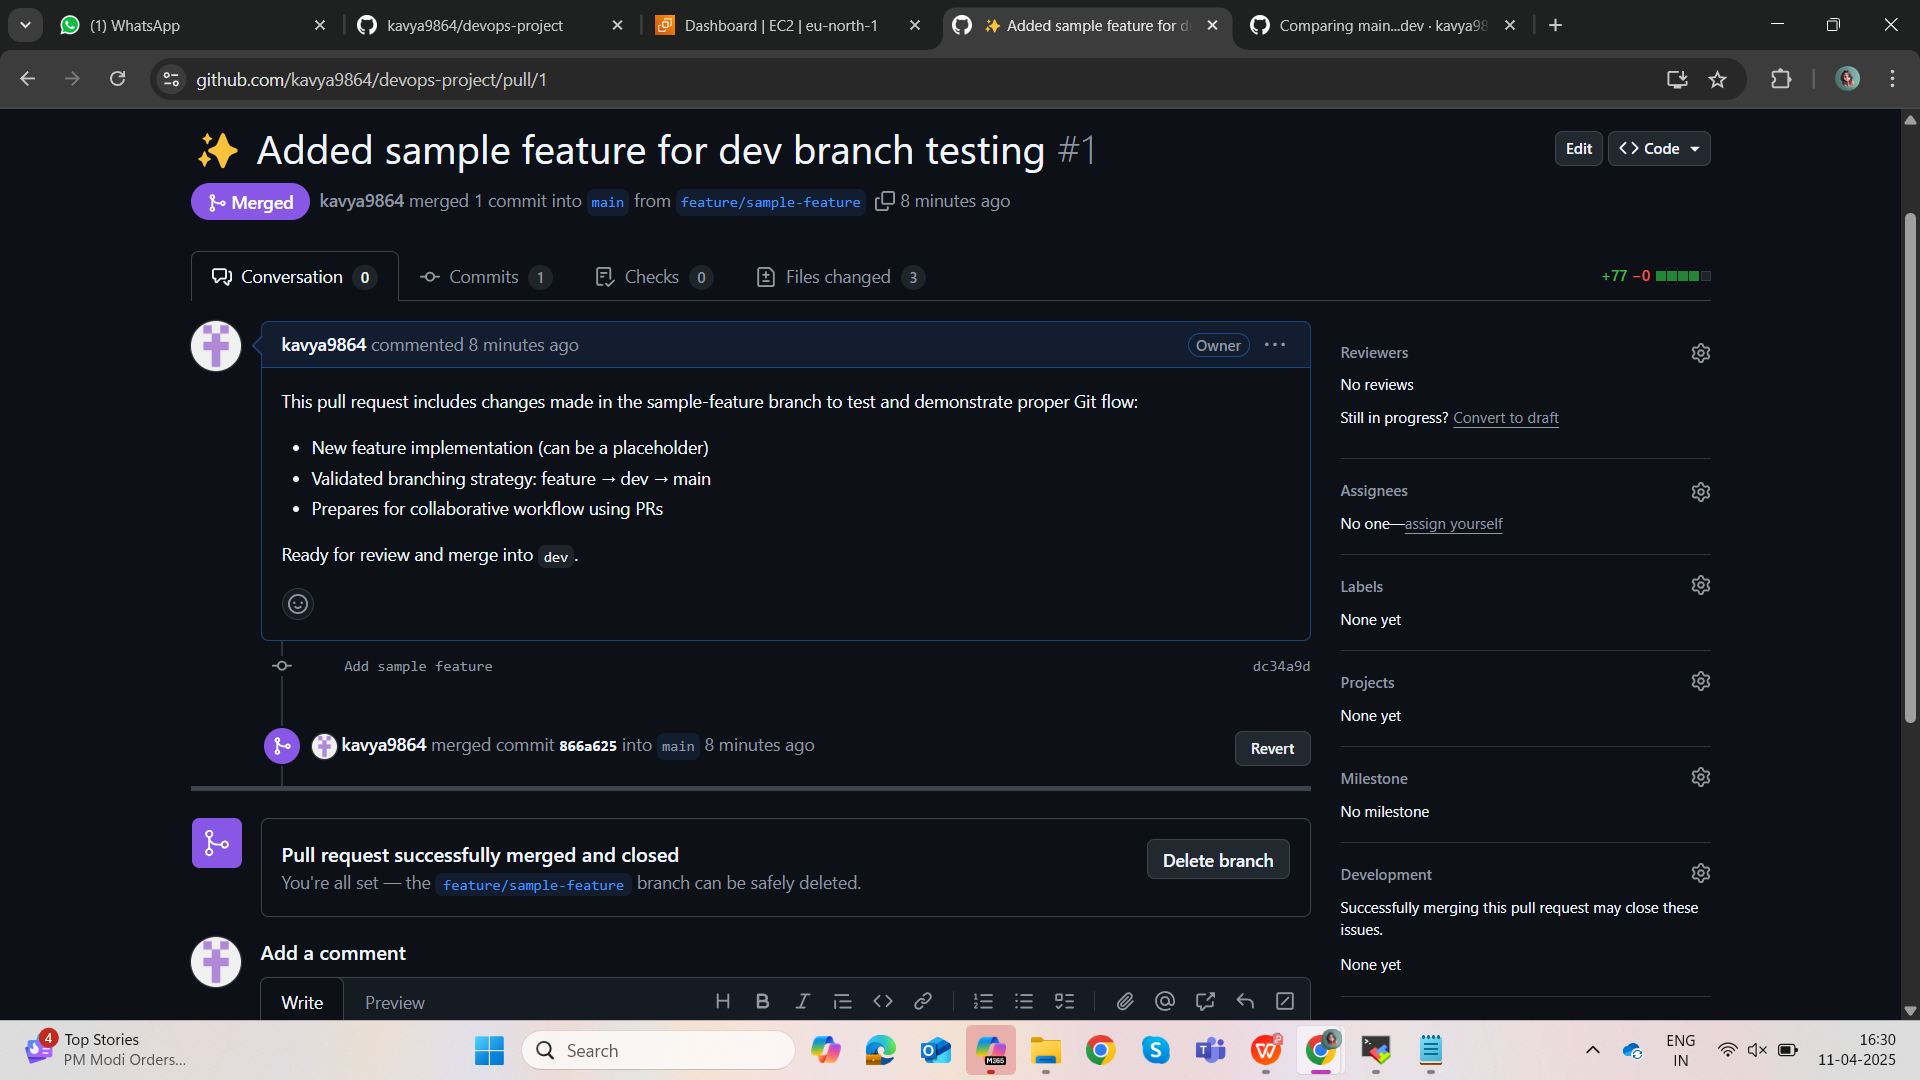 (1) WhatsApp
kavya9864/devops-project
Dashboard | EC2 | eu-north-1
✨ Added sample feature for de
Comparing main...dev · kavya98
github.com/kavya9864/devops-project/pull/1
✨ Added sample feature for dev branch testing #1
Edit
Code
Merged
kavya9864 merged 1 commit into main from feature/sample-feature 8 minutes ago
Conversation 0
Commits 1
Checks 0
Files changed 3
+77 −0
kavya9864 commented 8 minutes ago
Owner
This pull request includes changes made in the sample-feature branch to test and demonstrate proper Git flow:
• New feature implementation (can be a placeholder)
• Validated branching strategy: feature → dev → main
• Prepares for collaborative workflow using PRs
Ready for review and merge into dev.
Add sample feature
dc34a9d
kavya9864 merged commit 866a625 into main 8 minutes ago
Revert
Pull request successfully merged and closed
You're all set — the feature/sample-feature branch can be safely deleted.
Delete branch
Add a comment
Write
Preview
Reviewers
No reviews
Still in progress? Convert to draft
Assignees
No one—assign yourself
Labels
None yet
Projects
None yet
Milestone
No milestone
Development
Successfully merging this pull request may close these
issues.
None yet
4
Top Stories
PM Modi Orders...
Search
M365
ENG
IN
16:30
11-04-2025